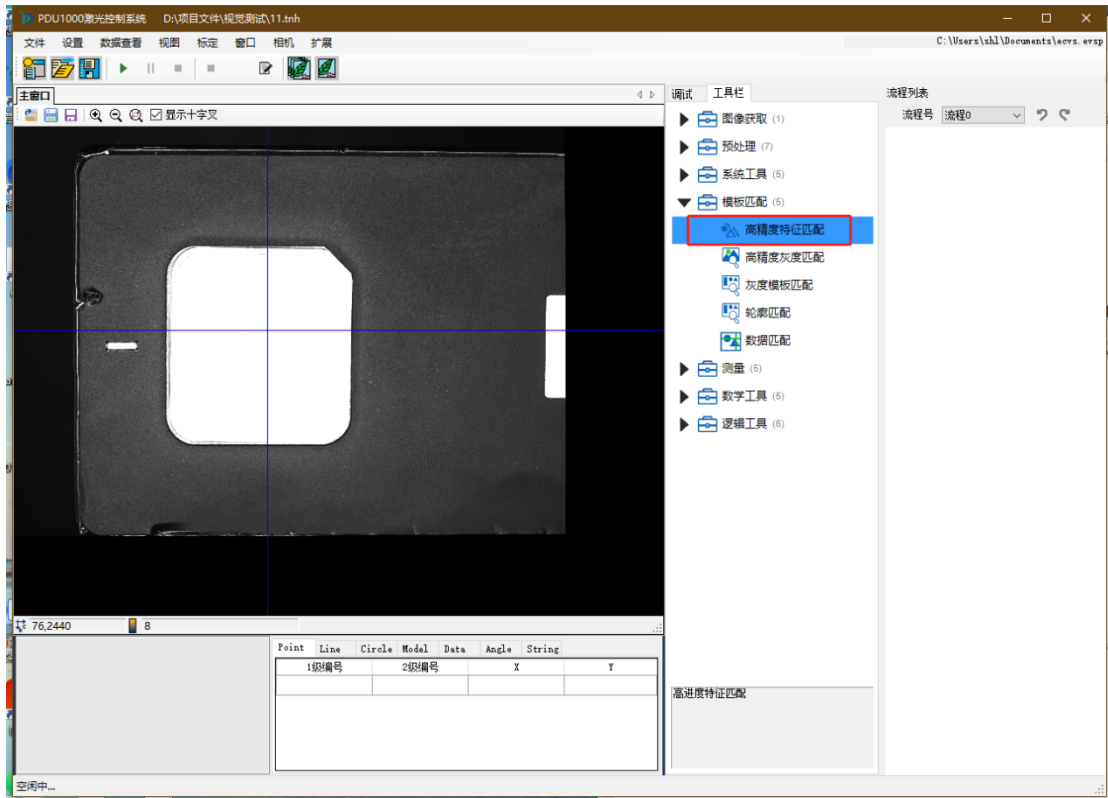 PDU1000激光控制系统 D:\项目文件\视觉测试\11.tnh
文件 设置 数据查看 视图 标定 窗口 相机 扩展
C:\Users\shl\Documents\ecvs.evsp
主窗口
显示十字叉
76,2440 8
Point Line Circle Model Data Angle String
1级编号 2级编号 X Y
调试 工具栏
图像获取 (1)
预处理 (7)
系统工具 (5)
模板匹配 (5)
高精度特征匹配
高精度灰度匹配
灰度模板匹配
轮廓匹配
数据匹配
测量 (5)
数学工具 (5)
逻辑工具 (6)
高进度特征匹配
流程列表
流程号 流程0
空闲中...